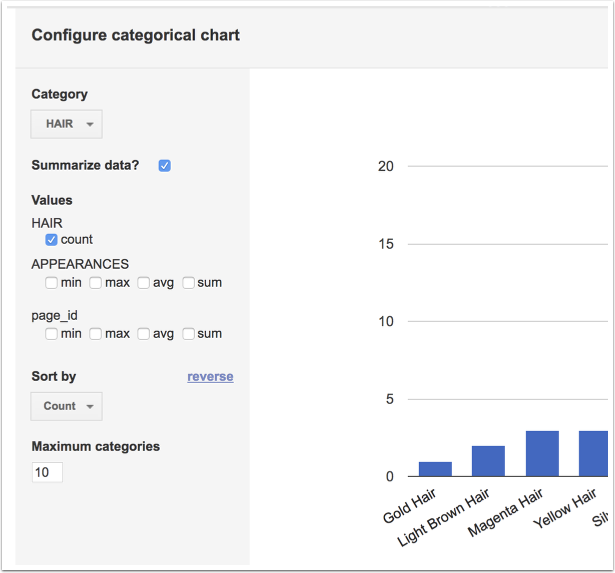 Configure categorical chart
Category
HAIR
Summarize data?
Values
HAIR
count
APPEARANCES
min max avg sum
page_id
min max avg sum
Sort by reverse
Count
Maximum categories
10
20
15
10
5
0
Gold Hair
Light Brown Hair
Magenta Hair
Yellow Hair